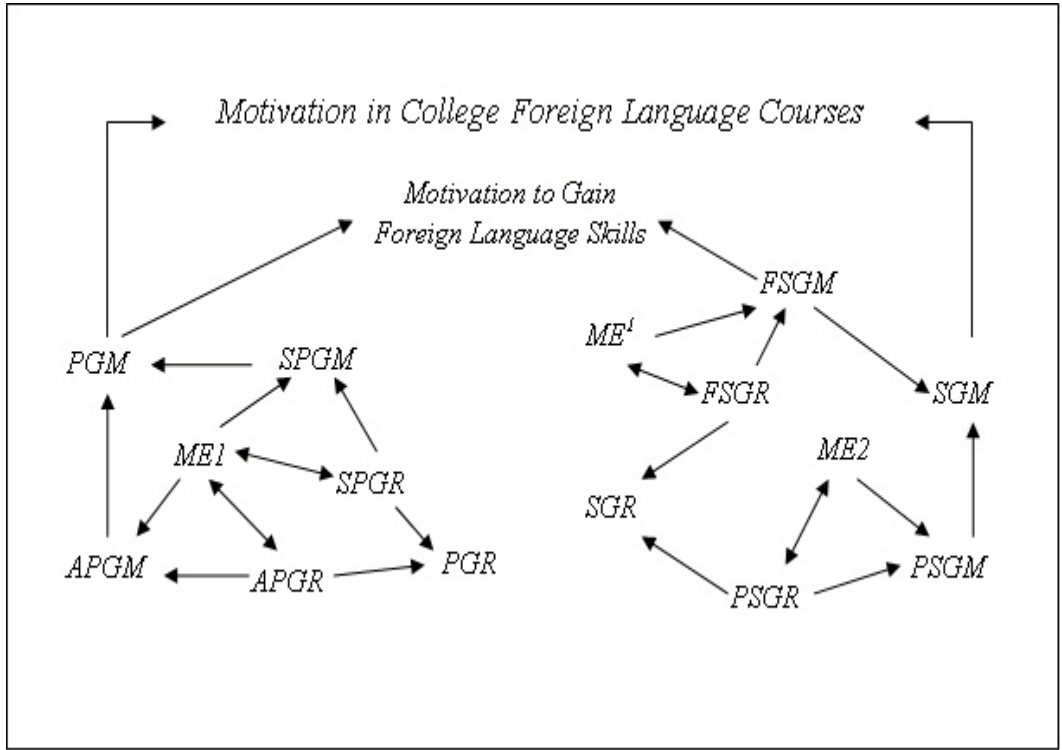 Motivation in College Foreign Language Courses
Motivation to Gain
Foreign Language Skills
FSGM
ME¹
PGM
SPGM
FSGR
SGM
ME1
ME2
SPGR
SGR
APGM
APGR
PGR
PSGR
PSGM